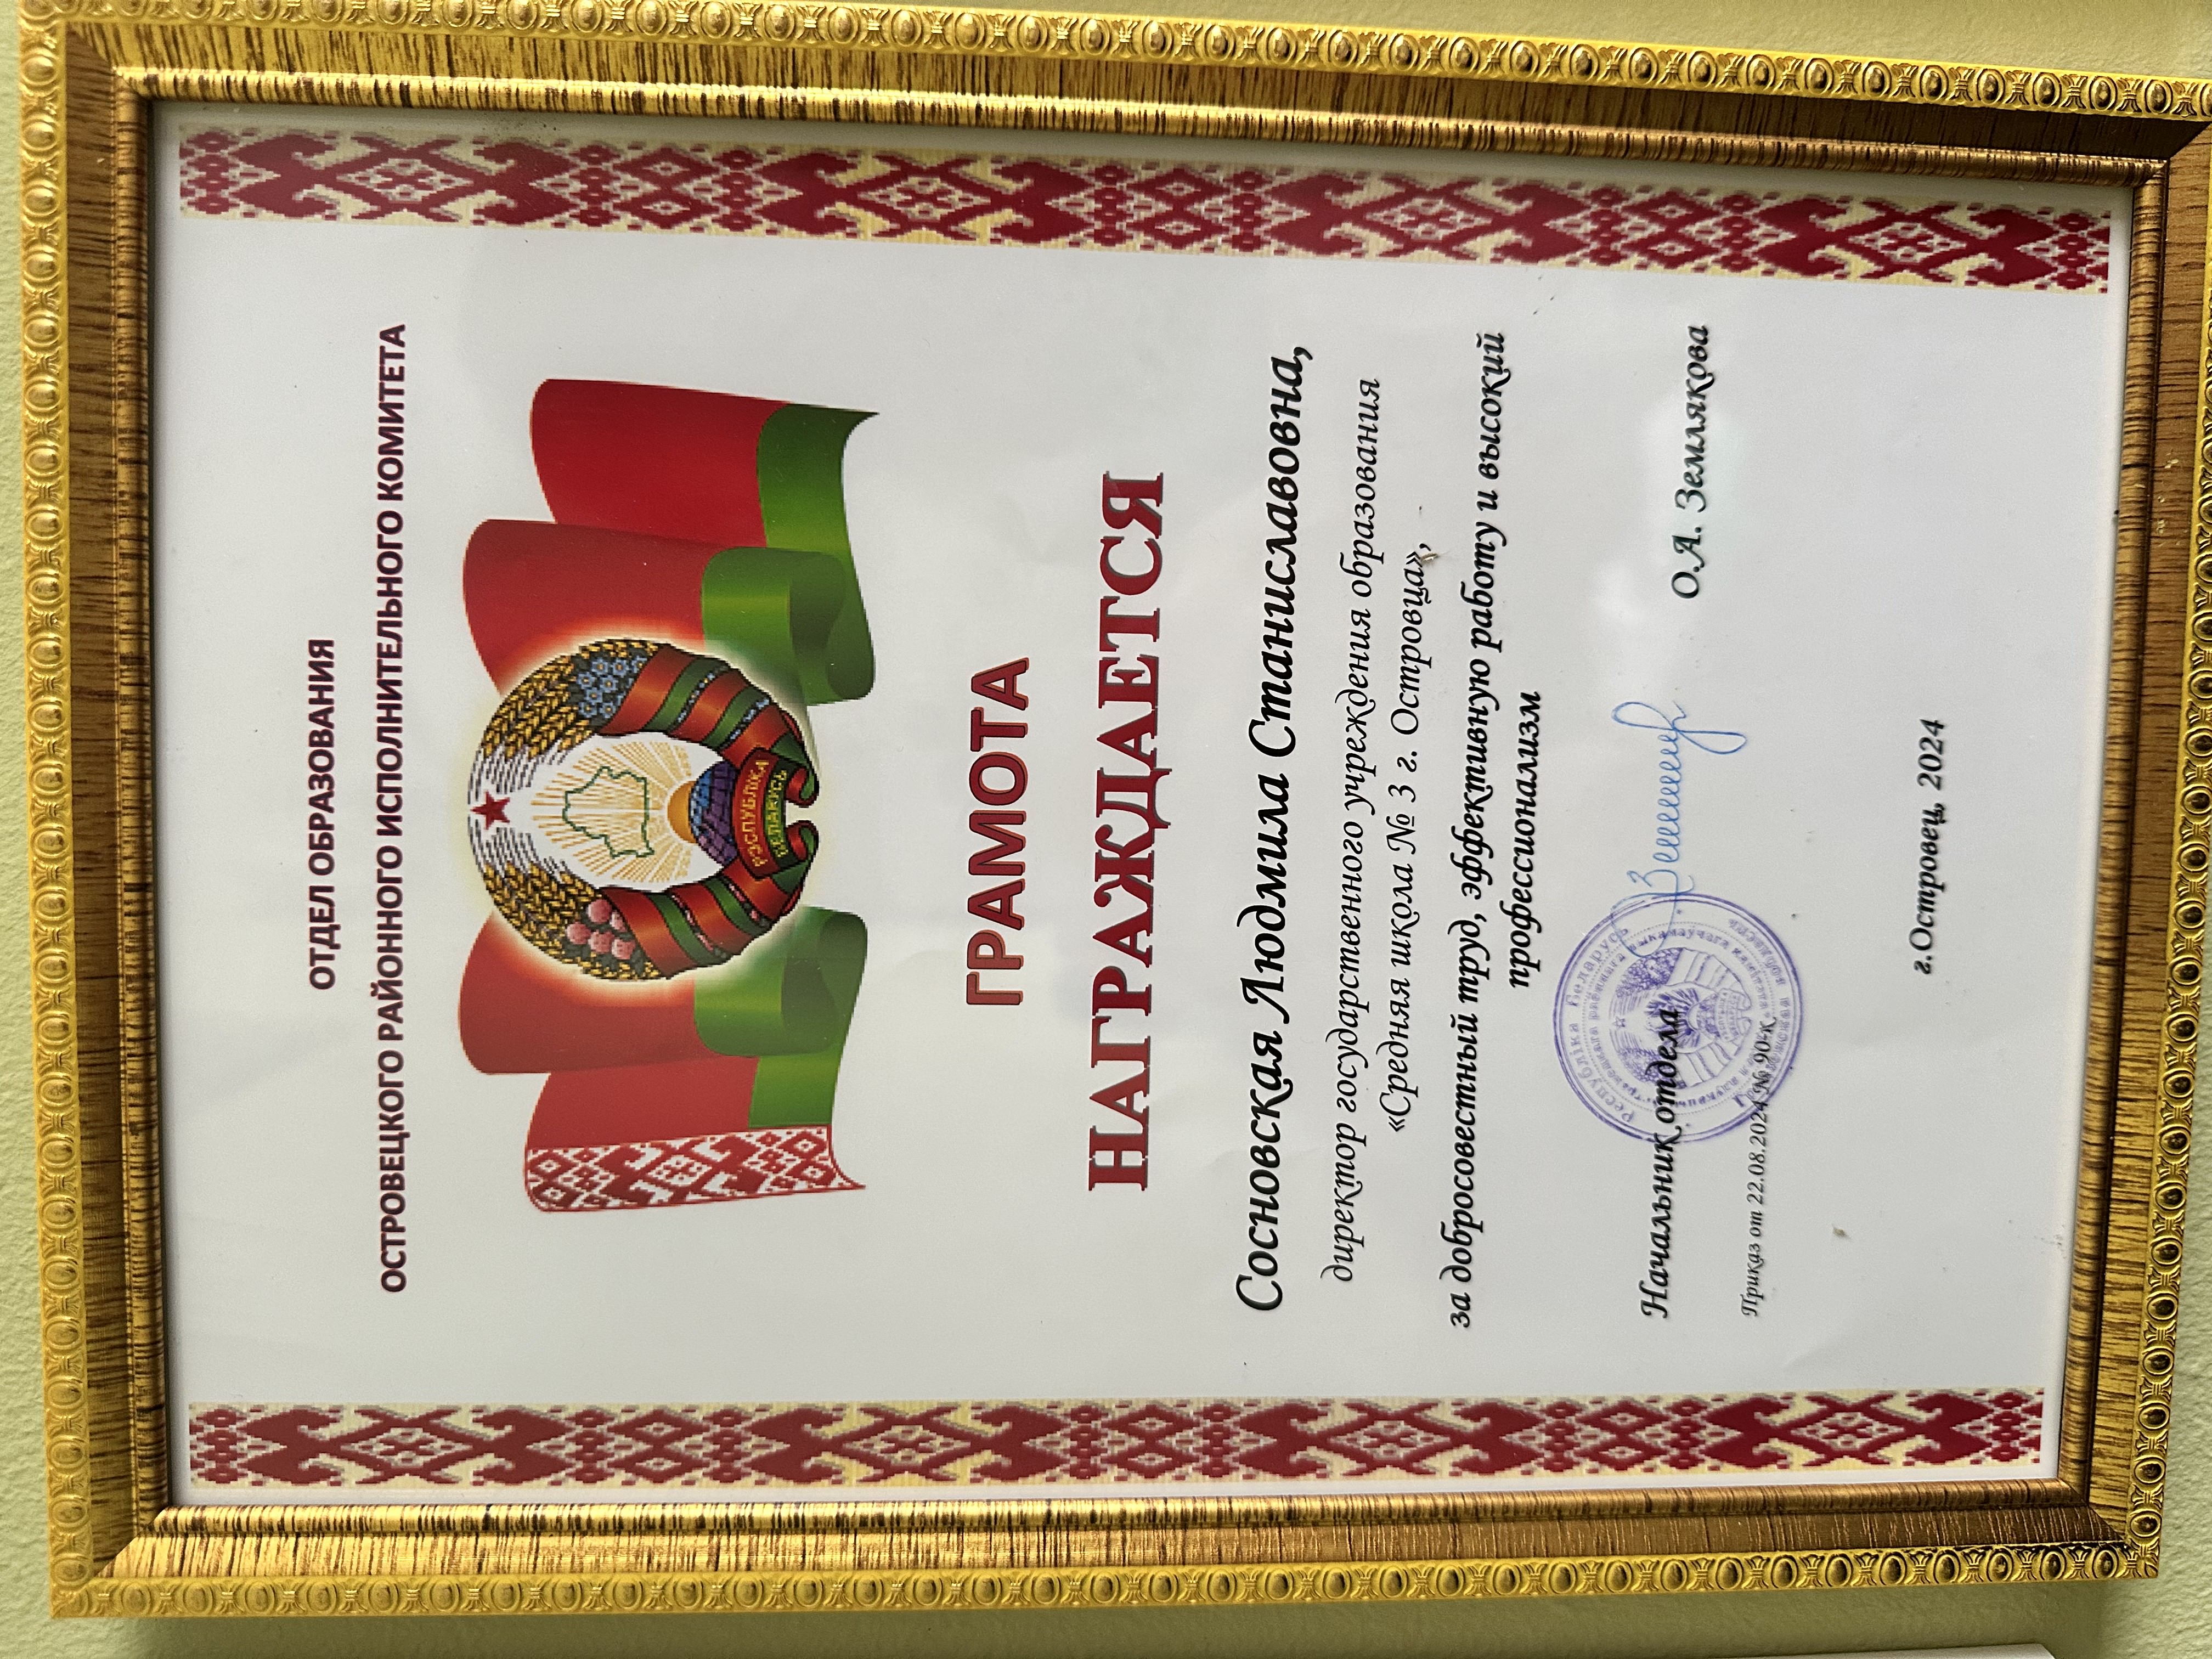 ОТДЕЛ ОБРАЗОВАНИЯ
ОСТРОВЕЦКОГО РАЙОННОГО ИСПОЛНИТЕЛЬНОГО КОМИТЕТА
РЭСПУБЛІКА
БЕЛАРУСЬ
ГРАМОТА
НАГРАЖДАЕТСЯ
Сосновская Людмила Станиславовна,
директор государственного учреждения образования
«Средняя школа № 3 г. Островца»,
за добросовестный труд, эффективную работу и высокий
профессионализм
Рэспубліка Беларусь
Начальник отдела
О.А. Землякова
Приказ от 22.08.2024 № 90-к
г.Островец, 2024